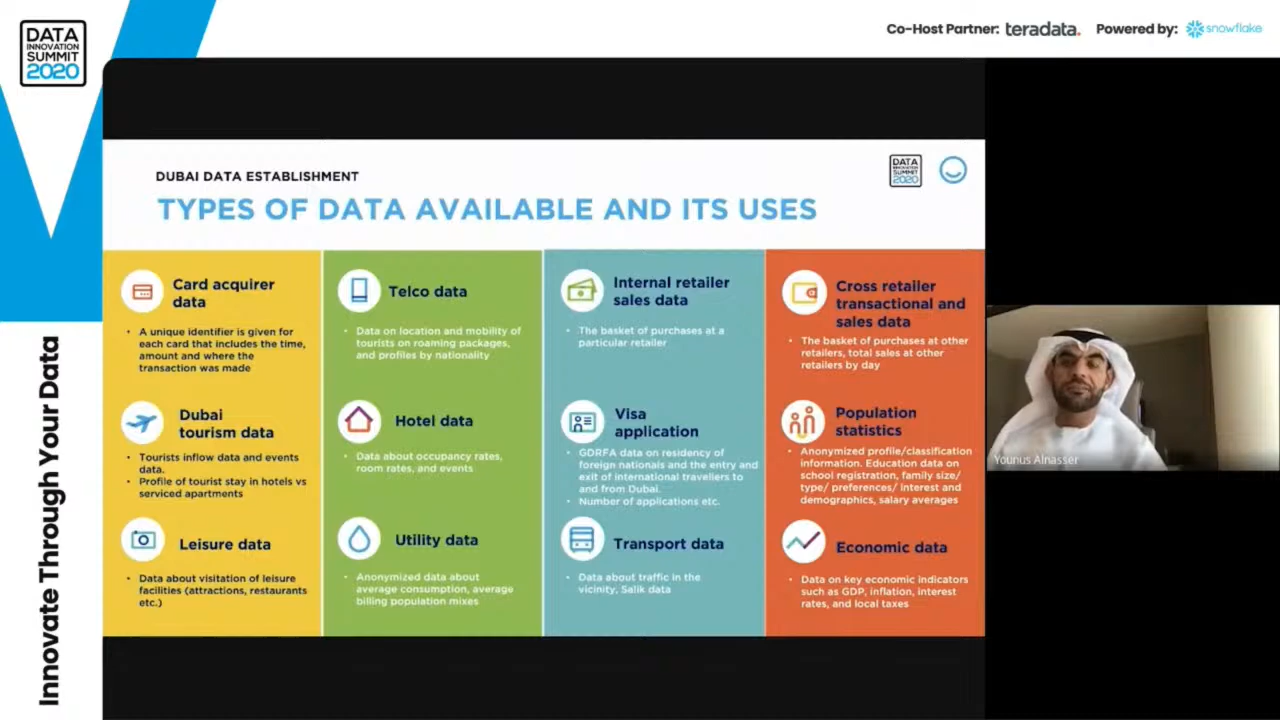 DATA
INNOVATION
SUMMIT
2020
Co-Host Partner: teradata. Powered by: snowflake
Innovate Through Your Data
DUBAI DATA ESTABLISHMENT
TYPES OF DATA AVAILABLE AND ITS USES
DATA
INNOVATION
SUMMIT
2020
Card acquirer
data
• A unique identifier is given for
each card that includes the time,
amount and where the
transaction was made
Telco data
• Data on location and mobility of
tourists on roaming packages,
and profiles by nationality
Internal retailer
sales data
• The basket of purchases at a
particular retailer
Cross retailer
transactional and
sales data
• The basket of purchases at other
retailers, total sales at other
retailers by day
Dubai
tourism data
• Tourists inflow data and events
data.
• Profile of tourist stay in hotels vs
serviced apartments
Hotel data
• Data about occupancy rates,
room rates, and events
Visa
application
• GDRFA data on residency of
foreign nationals and the entry and
exit of international travellers to
and from Dubai.
• Number of applications etc.
Population
statistics
• Anonymized profile/classification
information. Education data on
school registration, family size/
type/ preferences/ interest and
demographics, salary averages
Leisure data
• Data about visitation of leisure
facilities (attractions, restaurants
etc.)
Utility data
• Anonymized data about
average consumption, average
billing population mixes
Transport data
• Data about traffic in the
vicinity, Salik data
Economic data
• Data on key economic indicators
such as GDP, inflation, interest
rates, and local taxes
Younus Alnasser